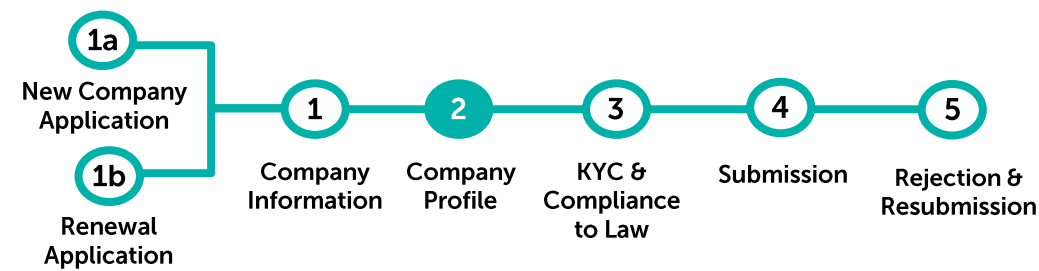 1a
New Company
Application
1b
Renewal
Application
1
Company
Information
2
Company
Profile
3
KYC &
Compliance
to Law
4
Submission
5
Rejection &
Resubmission